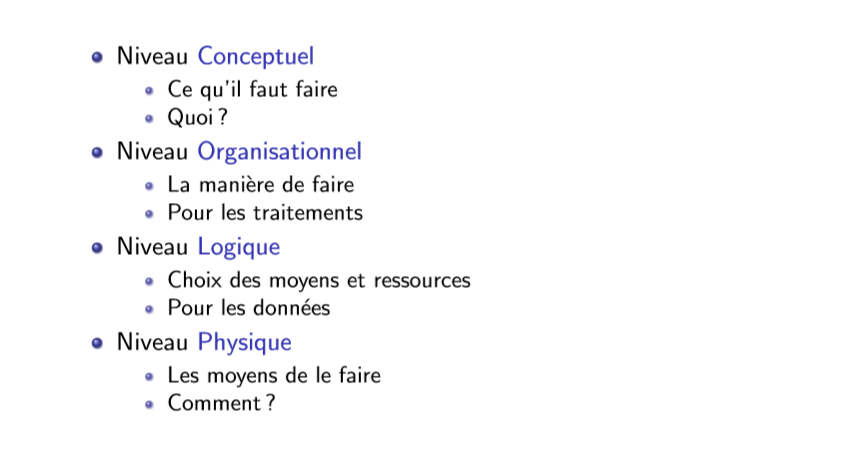 Niveau Conceptuel
Ce qu'il faut faire
Quoi ?
Niveau Organisationnel
La manière de faire
Pour les traitements
Niveau Logique
Choix des moyens et ressources
Pour les données
Niveau Physique
Les moyens de le faire
Comment ?